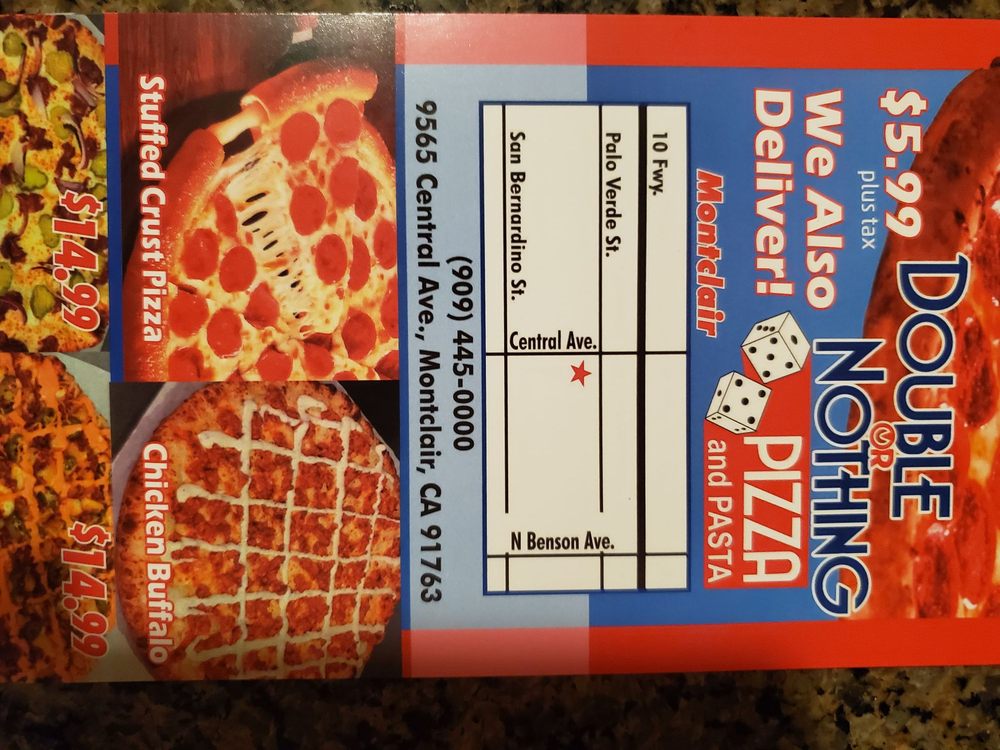 $5.99
plus tax
We Also
Deliver!
DOUBLE
OR
NOTHING
PIZZA
and PASTA
Montclair
10 Fwy.
Palo Verde St.
Central Ave.
San Bernardino St.
N Benson Ave.
(909) 445-0000
9565 Central Ave., Montclair, CA 91763
Stuffed Crust Pizza
Chicken Buffalo
$14.99
$14.99